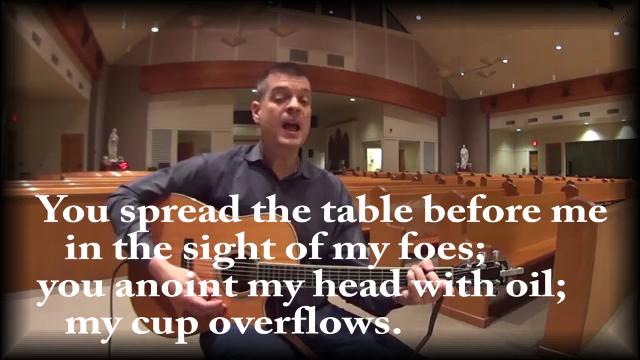 You spread the table before me
in the sight of my foes;
you anoint my head with oil;
my cup overflows.